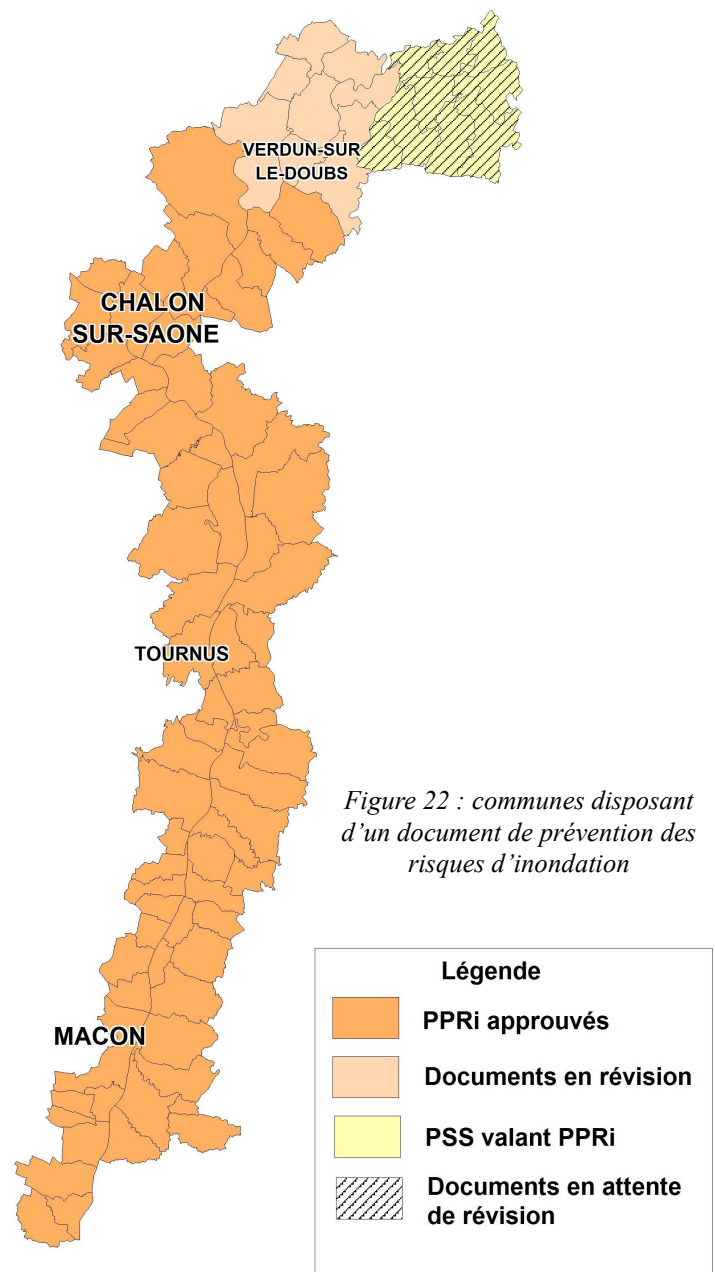 VERDUN-SUR
LE-DOUBS
CHALON
SUR-SAONE
TOURNUS
Figure 22 : communes disposant
d’un document de prévention des
risques d’inondation
MACON
Légende
PPRi approuvés
Documents en révision
PSS valant PPRi
Documents en attente
de révision